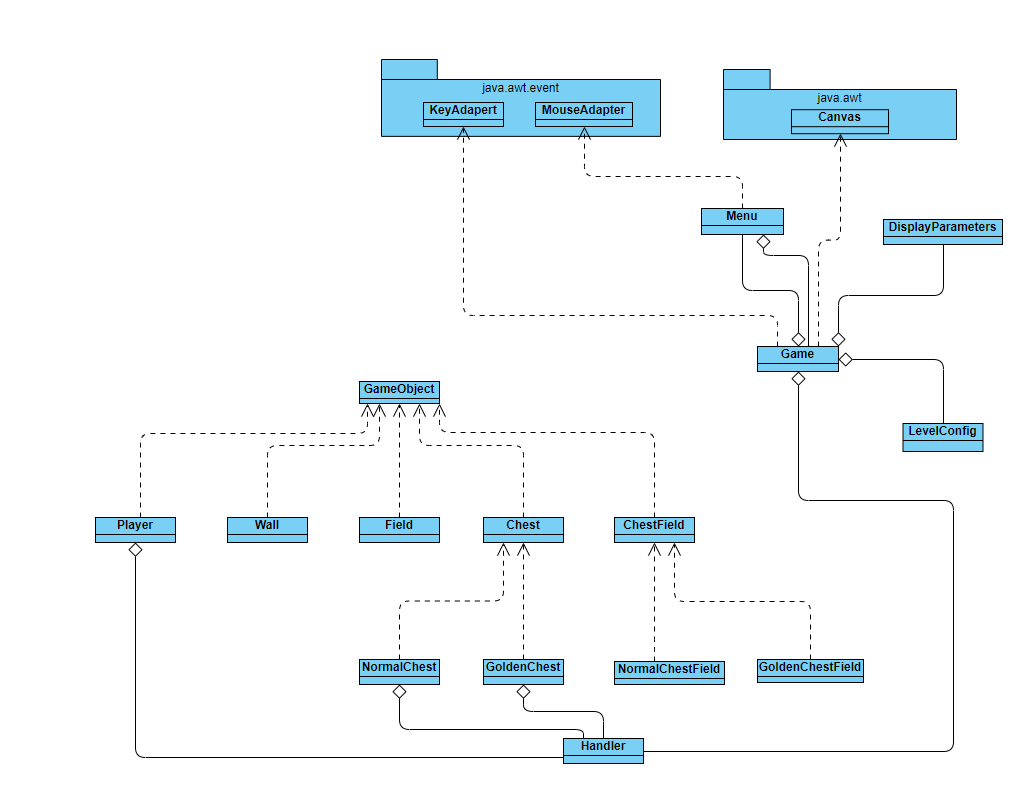 java.awt.event
KeyAdapert
MouseAdapter
java.awt
Canvas
Menu
DisplayParameters
Game
GameObject
LevelConfig
Player
Wall
Field
Chest
ChestField
NormalChest
GoldenChest
NormalChestField
GoldenChestField
Handler